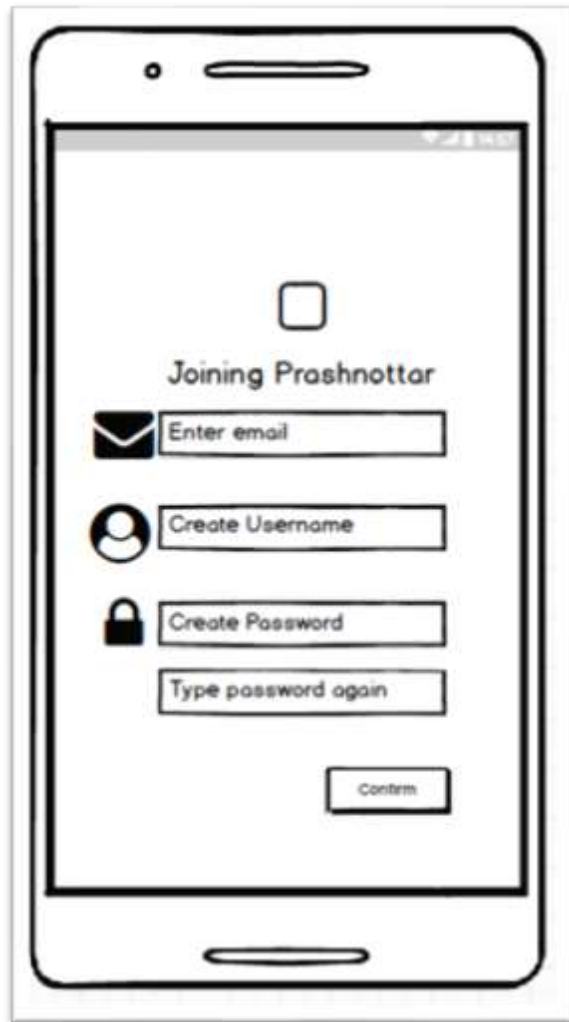 Joining Prashnottar
Enter email
Create Username
Create Password
Type password again
Confirm